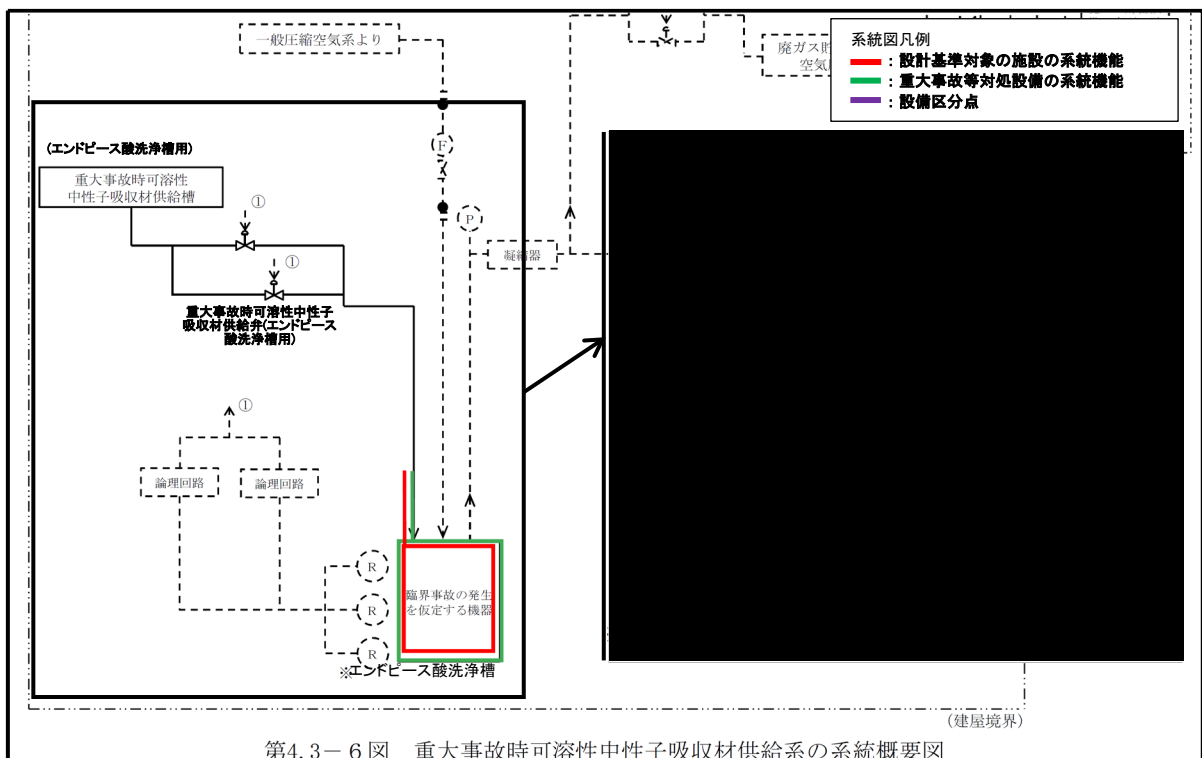 一般圧縮空気系より
廃ガス貯
空気
系統図凡例
：設計基準対象の施設の系統機能
：重大事故等対処設備の系統機能
：設備区分点
(エンドピース酸洗浄槽用)
重大事故時可溶性
中性子吸収材供給槽
①
F
P
凝縮器
①
重大事故時可溶性中性子
吸収材供給弁(エンドピース
酸洗浄槽用)
①
論理回路
論理回路
R
R
R
臨界事故の発生
を仮定する機器
※エンドピース酸洗浄槽
(建屋境界)
第4.3－6図　重大事故時可溶性中性子吸収材供給系の系統概要図